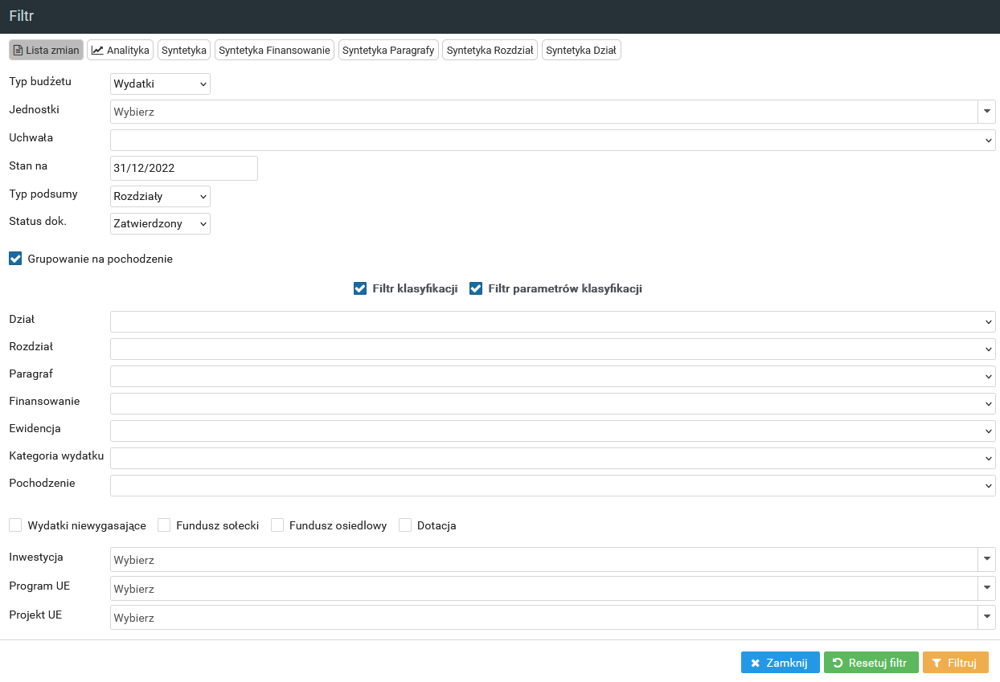 Filtr
Lista zmian Analityka Syntetyka Syntetyka Finansowanie Syntetyka Paragrafy Syntetyka Rozdział Syntetyka Dział
Typ budżetu Wydatki
Jednostki Wybierz
Uchwała
Stan na 31/12/2022
Typ podsumy Rozdziały
Status dok. Zatwierdzony
Grupowanie na pochodzenie
Filtr klasyfikacji Filtr parametrów klasyfikacji
Dział
Rozdział
Paragraf
Finansowanie
Ewidencja
Kategoria wydatku
Pochodzenie
Wydatki niewygasające Fundusz sołecki Fundusz osiedlowy Dotacja
Inwestycja Wybierz
Program UE Wybierz
Projekt UE Wybierz
Zamknij Resetuj filtr Filtruj